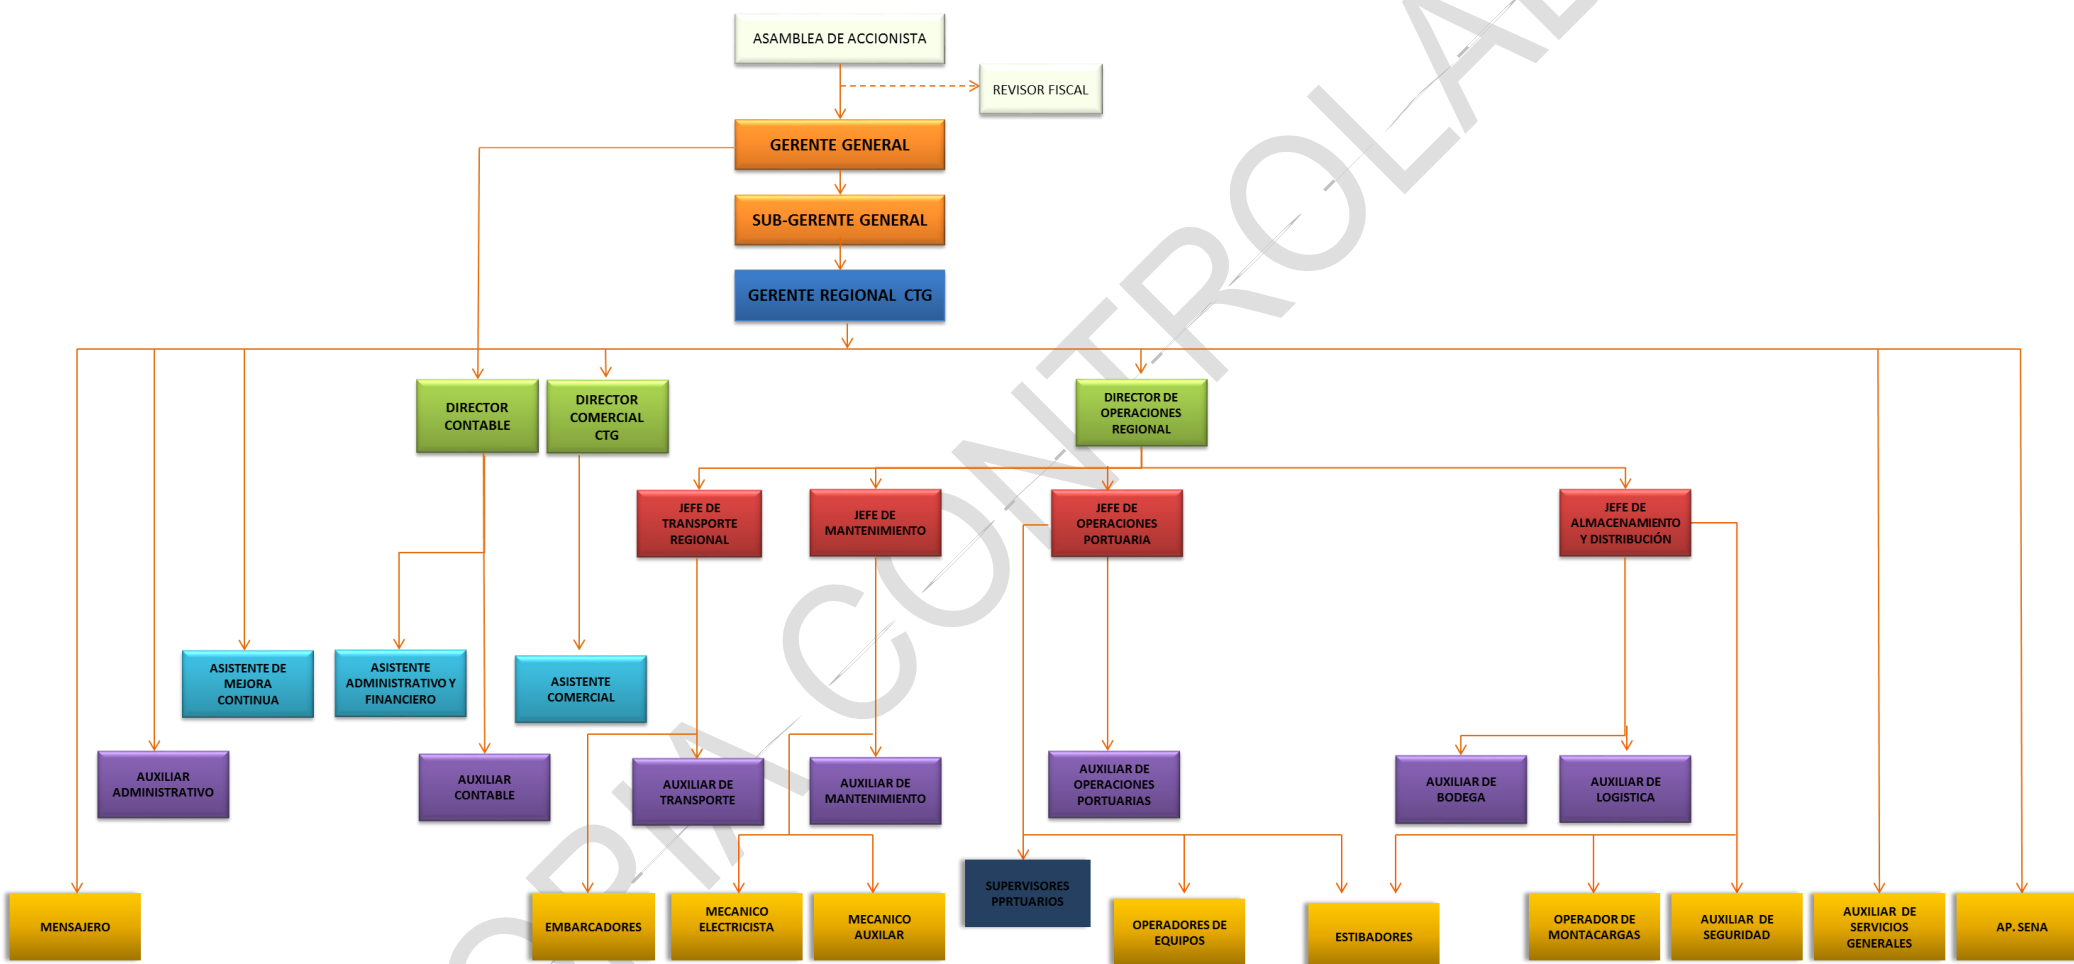 ASAMBLEA DE ACCIONISTA
REVISOR FISCAL
GERENTE GENERAL
SUB-GERENTE GENERAL
GERENTE REGIONAL CTG
DIRECTOR
CONTABLE
DIRECTOR
COMERCIAL
CTG
DIRECTOR DE
OPERACIONES
REGIONAL
JEFE DE
TRANSPORTE
REGIONAL
JEFE DE
MANTENIMIENTO
JEFE DE
OPERACIONES
PORTUARIA
JEFE DE
ALMACENAMIENTO
Y DISTRIBUCIÓN
ASISTENTE DE
MEJORA
CONTINUA
ASISTENTE
ADMINISTRATIVO Y
FINANCIERO
ASISTENTE
COMERCIAL
AUXILIAR
ADMINISTRATIVO
AUXILIAR
CONTABLE
AUXILIAR DE
TRANSPORTE
AUXILIAR DE
MANTENIMIENTO
AUXILIAR DE
OPERACIONES
PORTUARIAS
AUXILIAR DE
BODEGA
AUXILIAR DE
LOGISTICA
MENSAJERO
EMBARCADORES
MECANICO
ELECTRICISTA
MECANICO
AUXILAR
SUPERVISORES
PPRTUARIOS
OPERADORES DE
EQUIPOS
ESTIBADORES
OPERADOR DE
MONTACARGAS
AUXILIAR DE
SEGURIDAD
AUXILIAR DE
SERVICIOS
GENERALES
AP. SENA